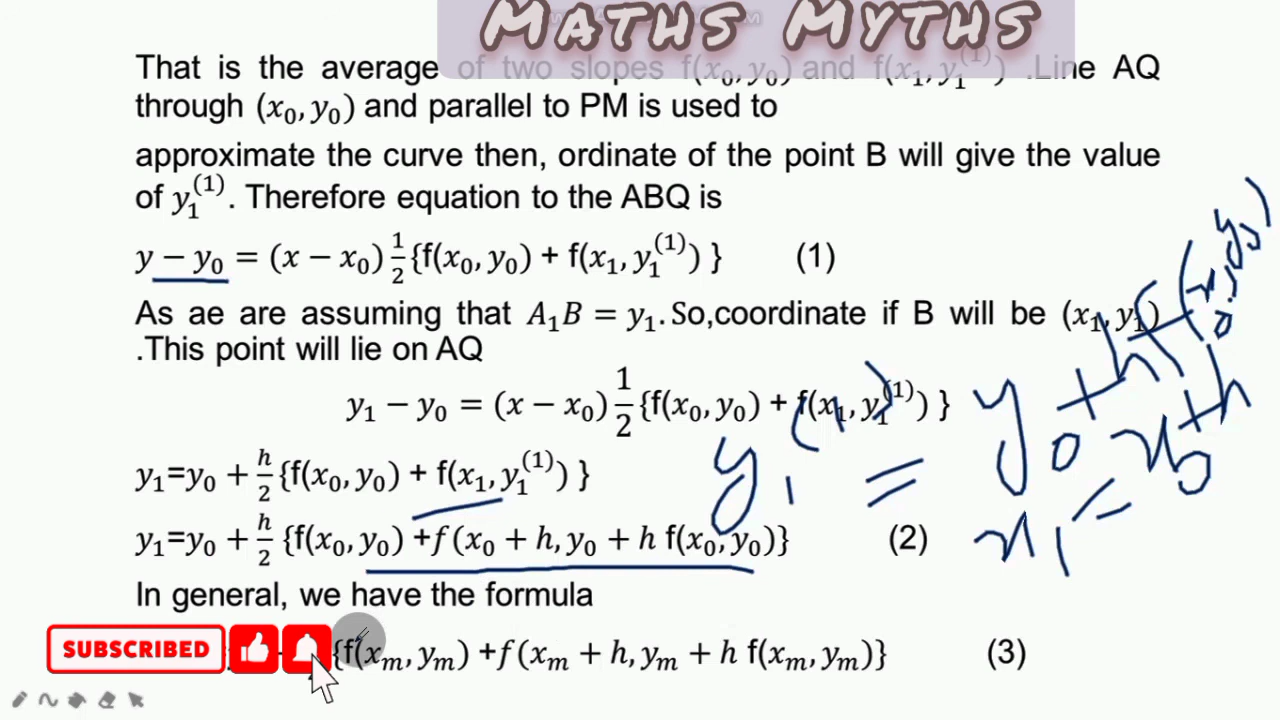 MATHS MYTHS
That is the average of two slopes f(x₀, y₀) and f(x₁, y₁⁽¹⁾) .Line AQ
through (x₀, y₀) and parallel to PM is used to
approximate the curve then, ordinate of the point B will give the value
of y₁⁽¹⁾. Therefore equation to the ABQ is
y − y₀ = (x − x₀) 1/2 {f(x₀, y₀) + f(x₁, y₁⁽¹⁾) } (1)
As ae are assuming that A₁B = y₁. So,coordinate if B will be (x₁, y₁)
.This point will lie on AQ
y₁ − y₀ = (x − x₀) 1/2 {f(x₀, y₀) + f(x₁, y₁⁽¹⁾) }
y₁=y₀ + h/2 {f(x₀, y₀) + f(x₁, y₁⁽¹⁾) }
y₁=y₀ + h/2 {f(x₀, y₀) +f (x₀ + h, y₀ + h f(x₀, y₀)} (2)
y₁⁽¹⁾ = y₀ + hf(x₀, y₀)
x₁ = x₀ + h
In general, we have the formula
{f(xₘ, yₘ) +f (xₘ + h, yₘ + h f(xₘ, yₘ)} (3)
SUBSCRIBED